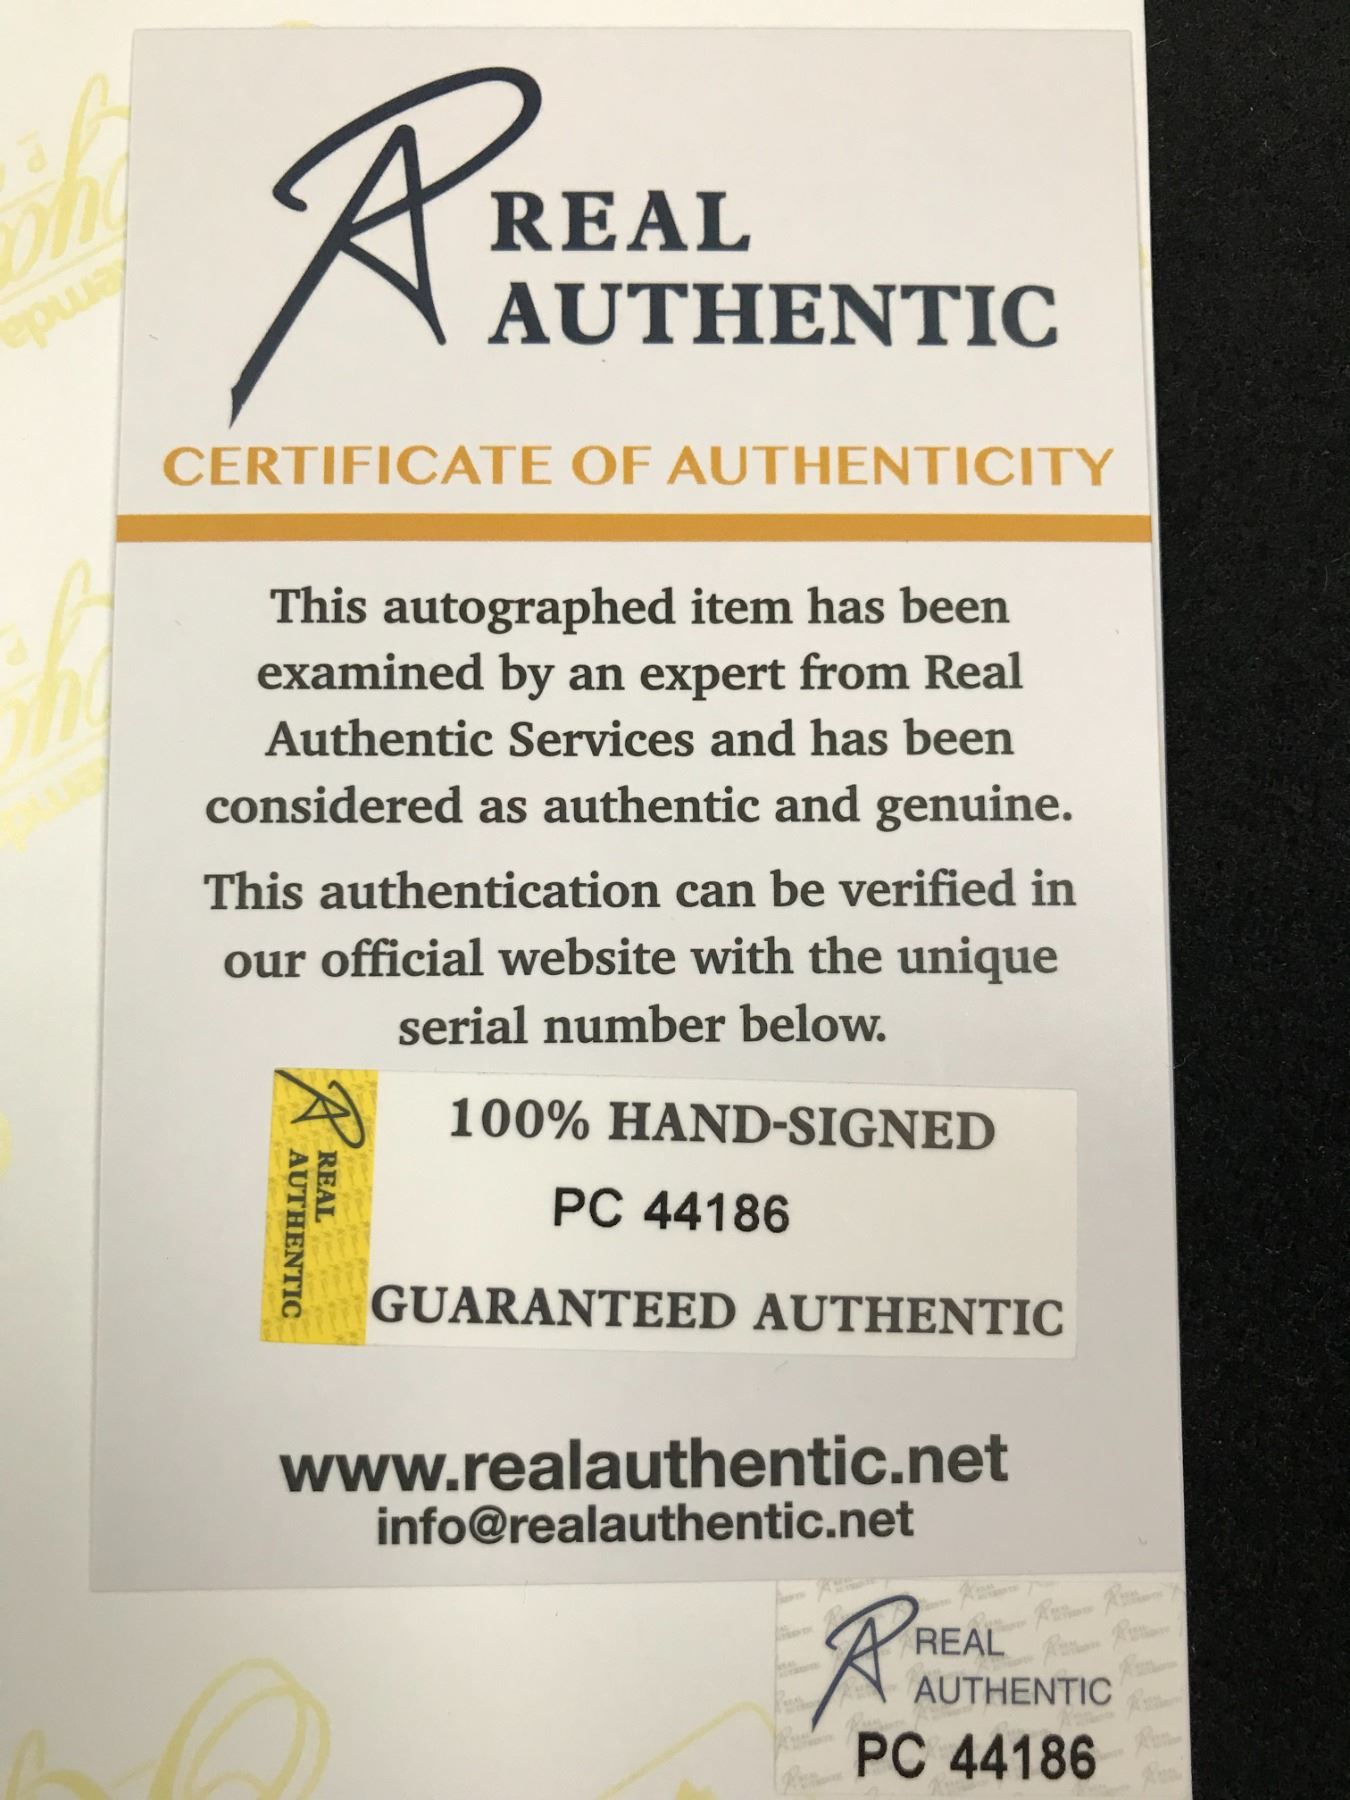 REAL
AUTHENTIC
CERTIFICATE OF AUTHENTICITY
This autographed item has been
examined by an expert from Real
Authentic Services and has been
considered as authentic and genuine.
This authentication can be verified in
our official website with the unique
serial number below.
REAL
AUTHENTIC
100% HAND-SIGNED
PC 44186
GUARANTEED AUTHENTIC
www.realauthentic.net
info@realauthentic.net
REAL
AUTHENTIC
PC 44186